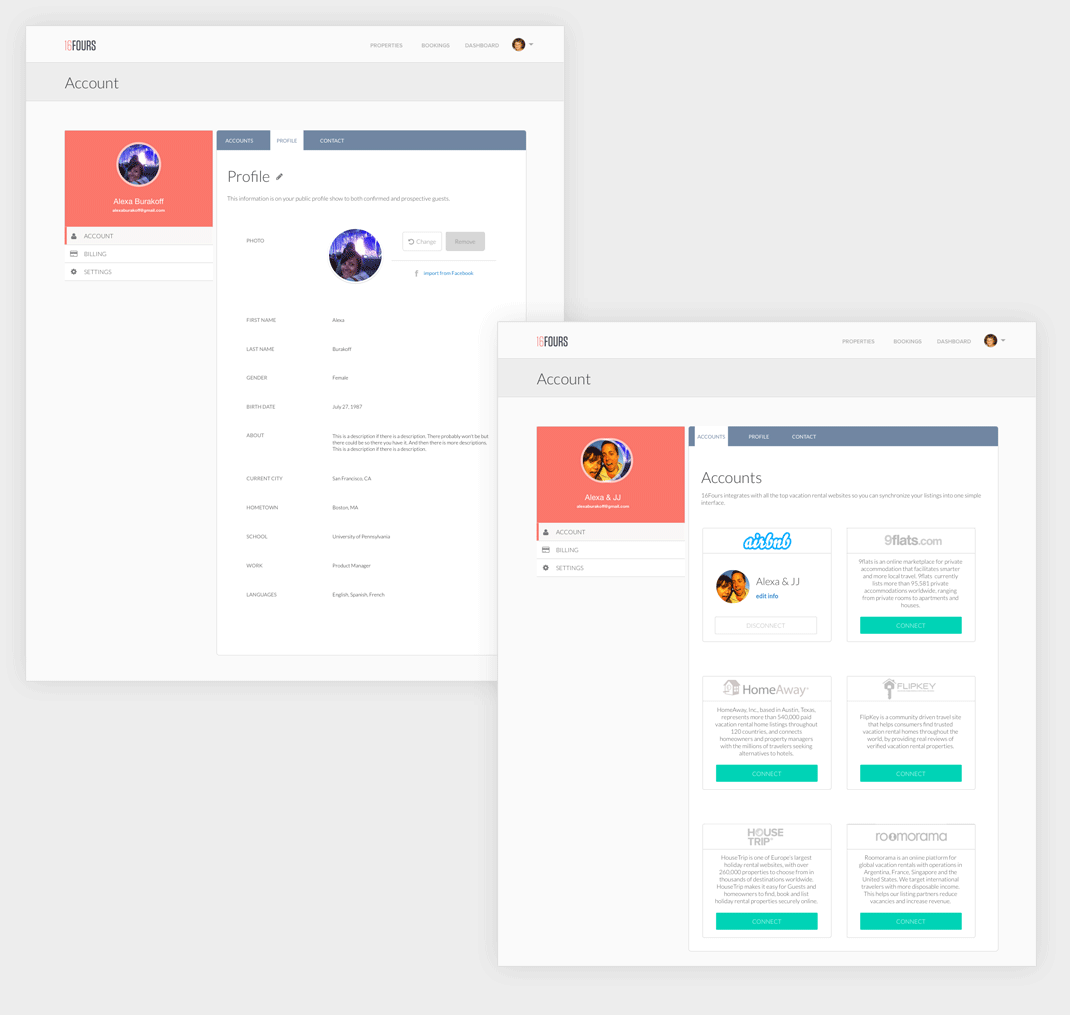 16FOURS
PROPERTIES BOOKINGS DASHBOARD
Account
Alexa Burakoff
alexaburakoff@gmail.com
ACCOUNT
BILLING
SETTINGS
ACCOUNTS PROFILE CONTACT
Profile
This information is on your public profile show to both confirmed and prospective guests.
PHOTO
Change Remove
f import from Facebook
FIRST NAME Alexa
LAST NAME Burakoff
GENDER Female
BIRTH DATE July 27, 1987
ABOUT This is a description if there is a description. There probably won't be but
there could be so there you have it. And then there is more descriptions.
This is a description if there is a description.
CURRENT CITY San Francisco, CA
HOMETOWN Boston, MA
SCHOOL University of Pennsylvania
WORK Product Manager
LANGUAGES English, Spanish, French
16FOURS
PROPERTIES BOOKINGS DASHBOARD
Account
Alexa & JJ
alexaburakoff@gmail.com
ACCOUNT
BILLING
SETTINGS
ACCOUNTS PROFILE CONTACT
Accounts
16Fours integrates with all the top vacation rental websites so you can synchronize your listings into one simple
interface.
airbnb
Alexa & JJ
edit info
DISCONNECT
9flats.com
9flats is an online marketplace for private
accommodation that facilitates smarter
and more local travel. 9flats currently
lists more than 95,581 private
accommodations worldwide, ranging
from private rooms to apartments and
houses.
CONNECT
HomeAway
HomeAway, Inc., based in Austin, Texas,
represents more than 540,000 paid
vacation rental home listings throughout
120 countries, and connects
homeowners and property managers
with the millions of travelers seeking
alternatives to hotels.
CONNECT
FLIPKEY
FlipKey is a community driven travel site
that helps consumers find trusted
vacation rental homes throughout the
world, by providing real reviews of
verified vacation rental properties.
CONNECT
HOUSE
TRIP
HouseTrip is one of Europe's largest
holiday rental websites, with over
260.000 properties to choose from in
thousands of destinations worldwide.
HouseTrip makes it easy for Guests and
homeowners to find, book and list
holiday rental properties securely online.
CONNECT
roomorama
Roomorama is an online platform for
global vacation rentals with operations in
Argentina, France, Singapore and the
United States. We target international
travelers with more disposable income.
This helps our listing partners reduce
vacancies and increase revenue.
CONNECT